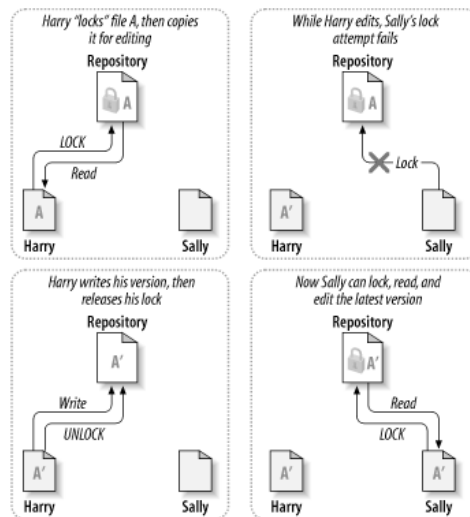 Harry "locks" file A, then copies
it for editing
Repository
A
LOCK
Read
A
Harry
Sally
While Harry edits, Sally's lock
attempt fails
Repository
A
Lock
A'
Harry
Sally
Harry writes his version, then
releases his lock
Repository
A'
Write
UNLOCK
A'
Harry
Sally
Now Sally can lock, read, and
edit the latest version
Repository
A'
Read
LOCK
A'
A'
Harry
Sally